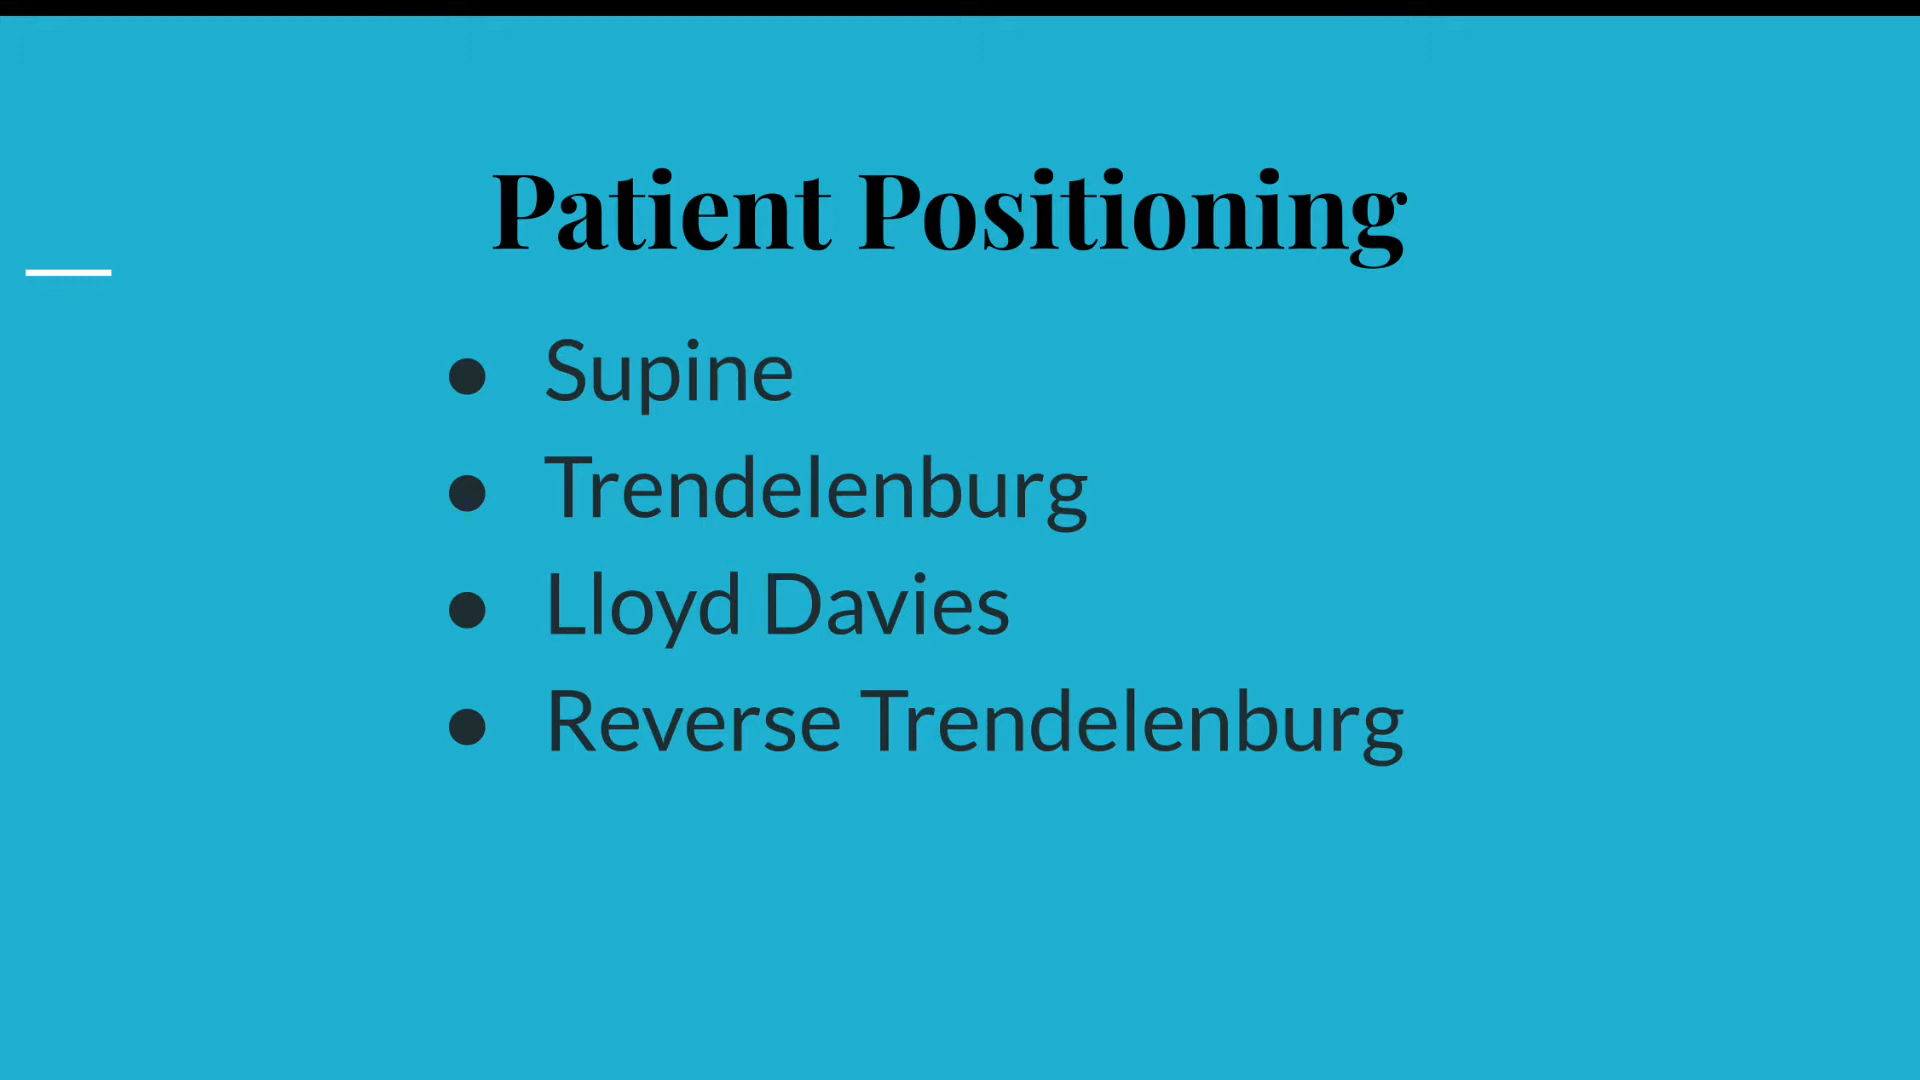 Patient Positioning
● Supine
● Trendelenburg
● Lloyd Davies
● Reverse Trendelenburg